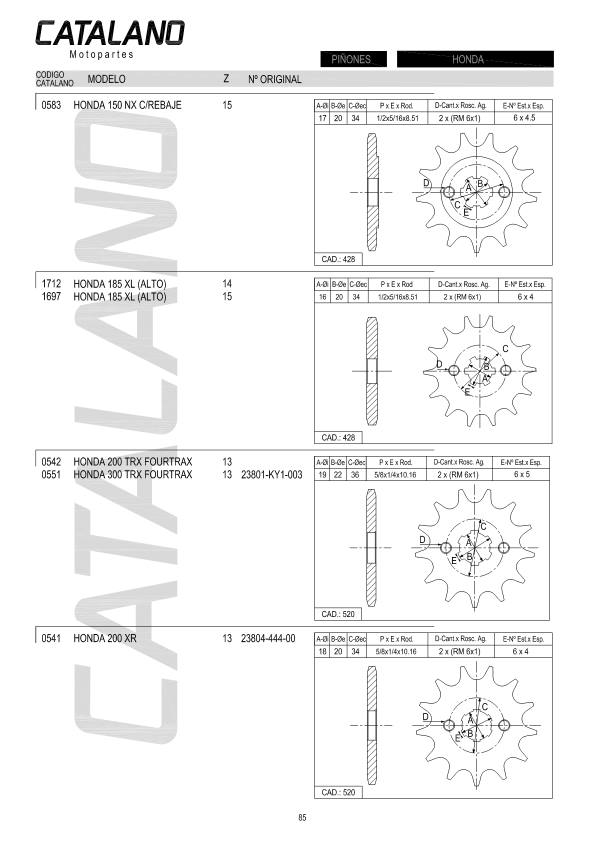 CATALANO
Motopartes
PIÑONES HONDA
CODIGO CATALANO MODELO Z Nº ORIGINAL
0583 HONDA 150 NX C/REBAJE 15
A-Øi B-Øe C-Øec P x E x Rod. D-Cant.x Rosc. Ag. E-Nº Est.x Esp.
17 20 34 1/2x5/16x8.51 2 x (RM 6x1) 6 x 4.5
D A B C E
CAD.: 428
1712 HONDA 185 XL (ALTO) 14
1697 HONDA 185 XL (ALTO) 15
A-Øi B-Øe C-Øec P x E x Rod D-Cant.x Rosc. Ag. E-Nº Est.x Esp.
16 20 34 1/2x5/16x8.51 2 x (RM 6x1) 6 x 4
C D B A E
CAD.: 428
0542 HONDA 200 TRX FOURTRAX 13
0551 HONDA 300 TRX FOURTRAX 13 23801-KY1-003
A-Øi B-Øe C-Øec P x E x Rod. D-Cant.x Rosc. Ag. E-Nº Est.x Esp.
19 22 36 5/8x1/4x10.16 2 x (RM 6x1) 6 x 5
C D A B E
CAD.: 520
0541 HONDA 200 XR 13 23804-444-00
A-Øi B-Øe C-Øec P x E x Rod. D-Cant.x Rosc. Ag. E-Nº Est.x Esp.
18 20 34 5/8x1/4x10.16 2 x (RM 6x1) 6 x 4
C D A B E
CAD.: 520
CATALANO
85